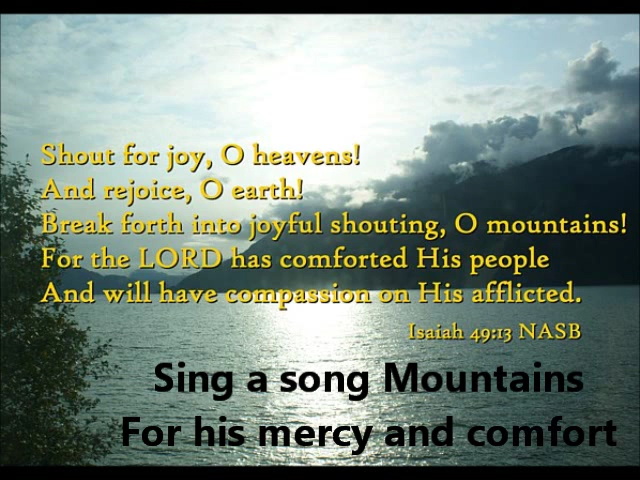 Shout for joy, O heavens!
And rejoice, O earth!
Break forth into joyful shouting, O mountains!
For the LORD has comforted His people
And will have compassion on His afflicted.
Isaiah 49:13 NASB
Sing a song Mountains
For his mercy and comfort